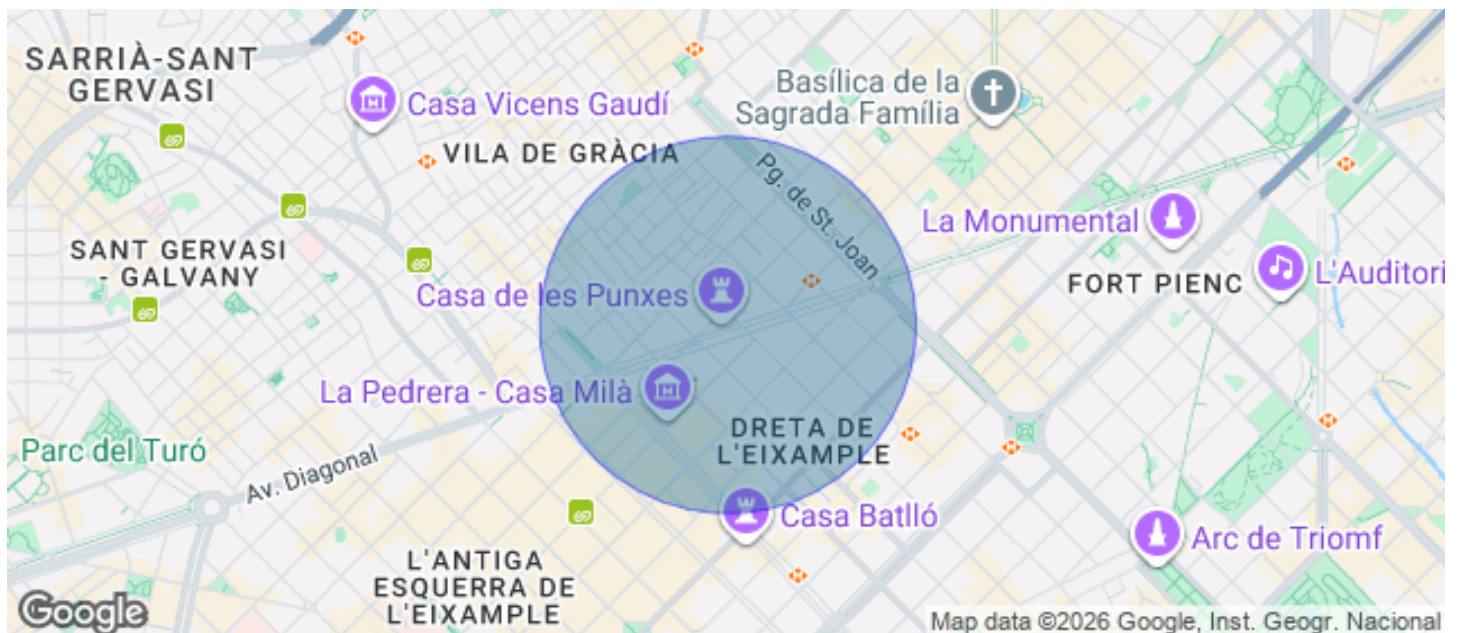 SARRIÀ-SANT
GERVASI
Casa Vicens Gaudí
Basílica de la
Sagrada Família
VILA DE GRÀCIA
Pg. de St. Joan
La Monumental
SANT GERVASI
- GALVANY
FORT PIENC
L'Auditori
Casa de les Punxes
La Pedrera - Casa Milà
DRETA DE
L'EIXAMPLE
Parc del Turó
Av. Diagonal
Casa Batlló
Arc de Triomf
L'ANTIGA
ESQUERRA DE
L'EIXAMPLE
Google
Map data ©2026 Google, Inst. Geogr. Nacional